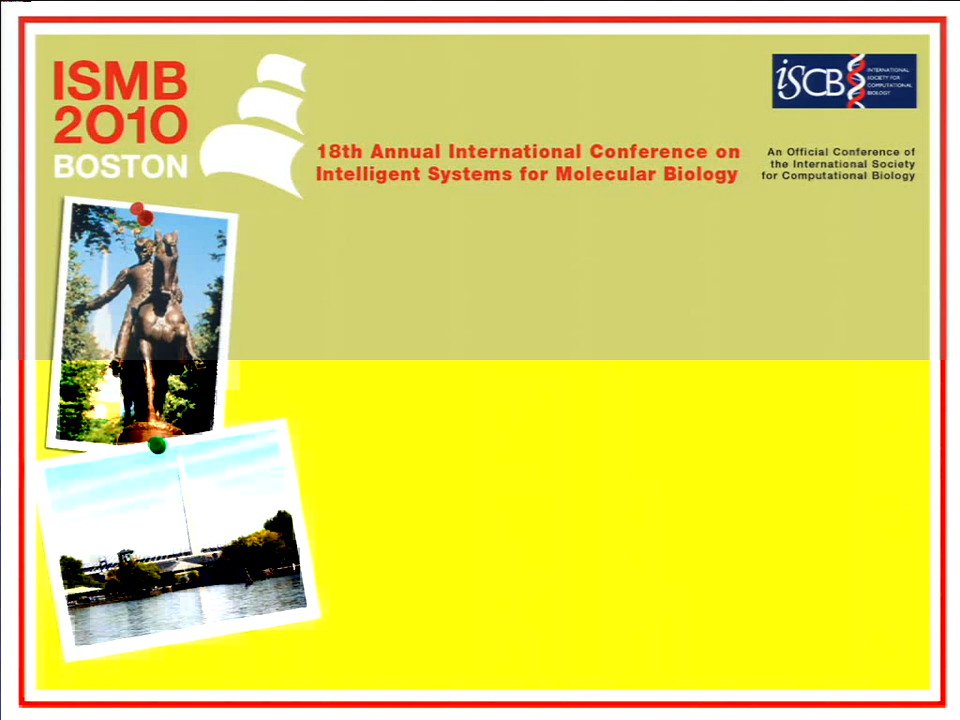 ISMB
2010
BOSTON
18th Annual International Conference on
Intelligent Systems for Molecular Biology
iSCB
INTERNATIONAL
SOCIETY FOR
COMPUTATIONAL
BIOLOGY
An Official Conference of
the International Society
for Computational Biology